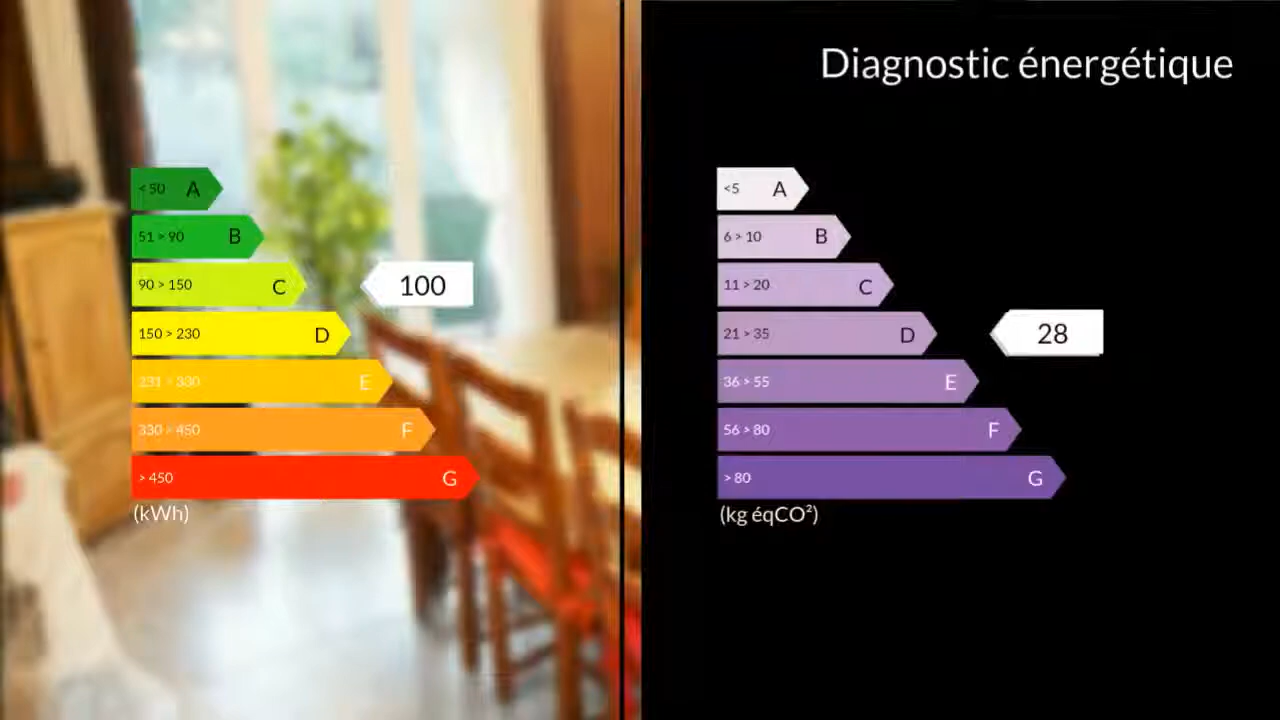 Diagnostic énergétique
< 50 A
51 > 90 B
90 > 150 C
100
150 > 230 D
231 > 330 E
330 > 450 F
> 450 G
(kWh)
<5 A
6 > 10 B
11 > 20 C
21 > 35 D
28
36 > 55 E
56 > 80 F
> 80 G
(kg éqCO²)